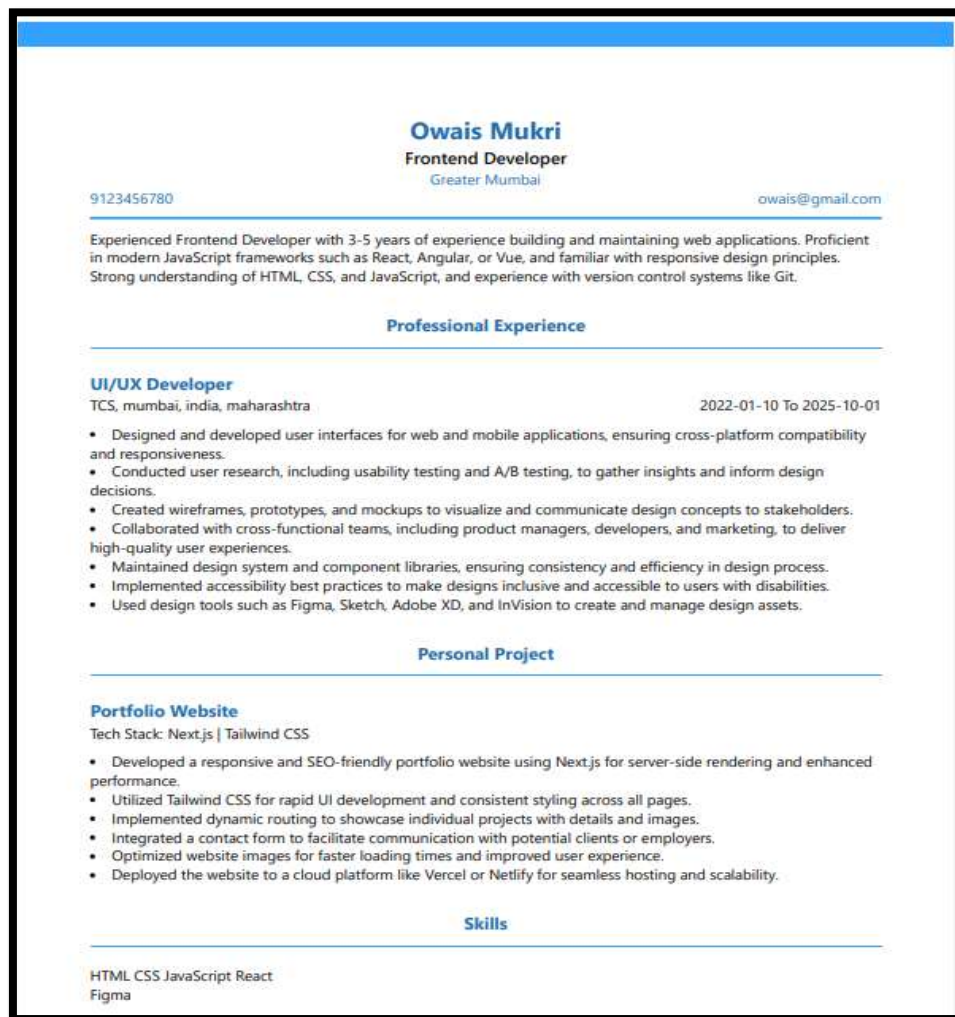 Owais Mukri
Frontend Developer
Greater Mumbai
9123456780 owais@gmail.com
Experienced Frontend Developer with 3-5 years of experience building and maintaining web applications. Proficient
in modern JavaScript frameworks such as React, Angular, or Vue, and familiar with responsive design principles.
Strong understanding of HTML, CSS, and JavaScript, and experience with version control systems like Git.
Professional Experience
UI/UX Developer
TCS, mumbai, india, maharashtra 2022-01-10 To 2025-10-01
• Designed and developed user interfaces for web and mobile applications, ensuring cross-platform compatibility
and responsiveness.
• Conducted user research, including usability testing and A/B testing, to gather insights and inform design
decisions.
• Created wireframes, prototypes, and mockups to visualize and communicate design concepts to stakeholders.
• Collaborated with cross-functional teams, including product managers, developers, and marketing, to deliver
high-quality user experiences.
• Maintained design system and component libraries, ensuring consistency and efficiency in design process.
• Implemented accessibility best practices to make designs inclusive and accessible to users with disabilities.
• Used design tools such as Figma, Sketch, Adobe XD, and InVision to create and manage design assets.
Personal Project
Portfolio Website
Tech Stack: Next.js | Tailwind CSS
• Developed a responsive and SEO-friendly portfolio website using Next.js for server-side rendering and enhanced
performance.
• Utilized Tailwind CSS for rapid UI development and consistent styling across all pages.
• Implemented dynamic routing to showcase individual projects with details and images.
• Integrated a contact form to facilitate communication with potential clients or employers.
• Optimized website images for faster loading times and improved user experience.
• Deployed the website to a cloud platform like Vercel or Netlify for seamless hosting and scalability.
Skills
HTML CSS JavaScript React
Figma